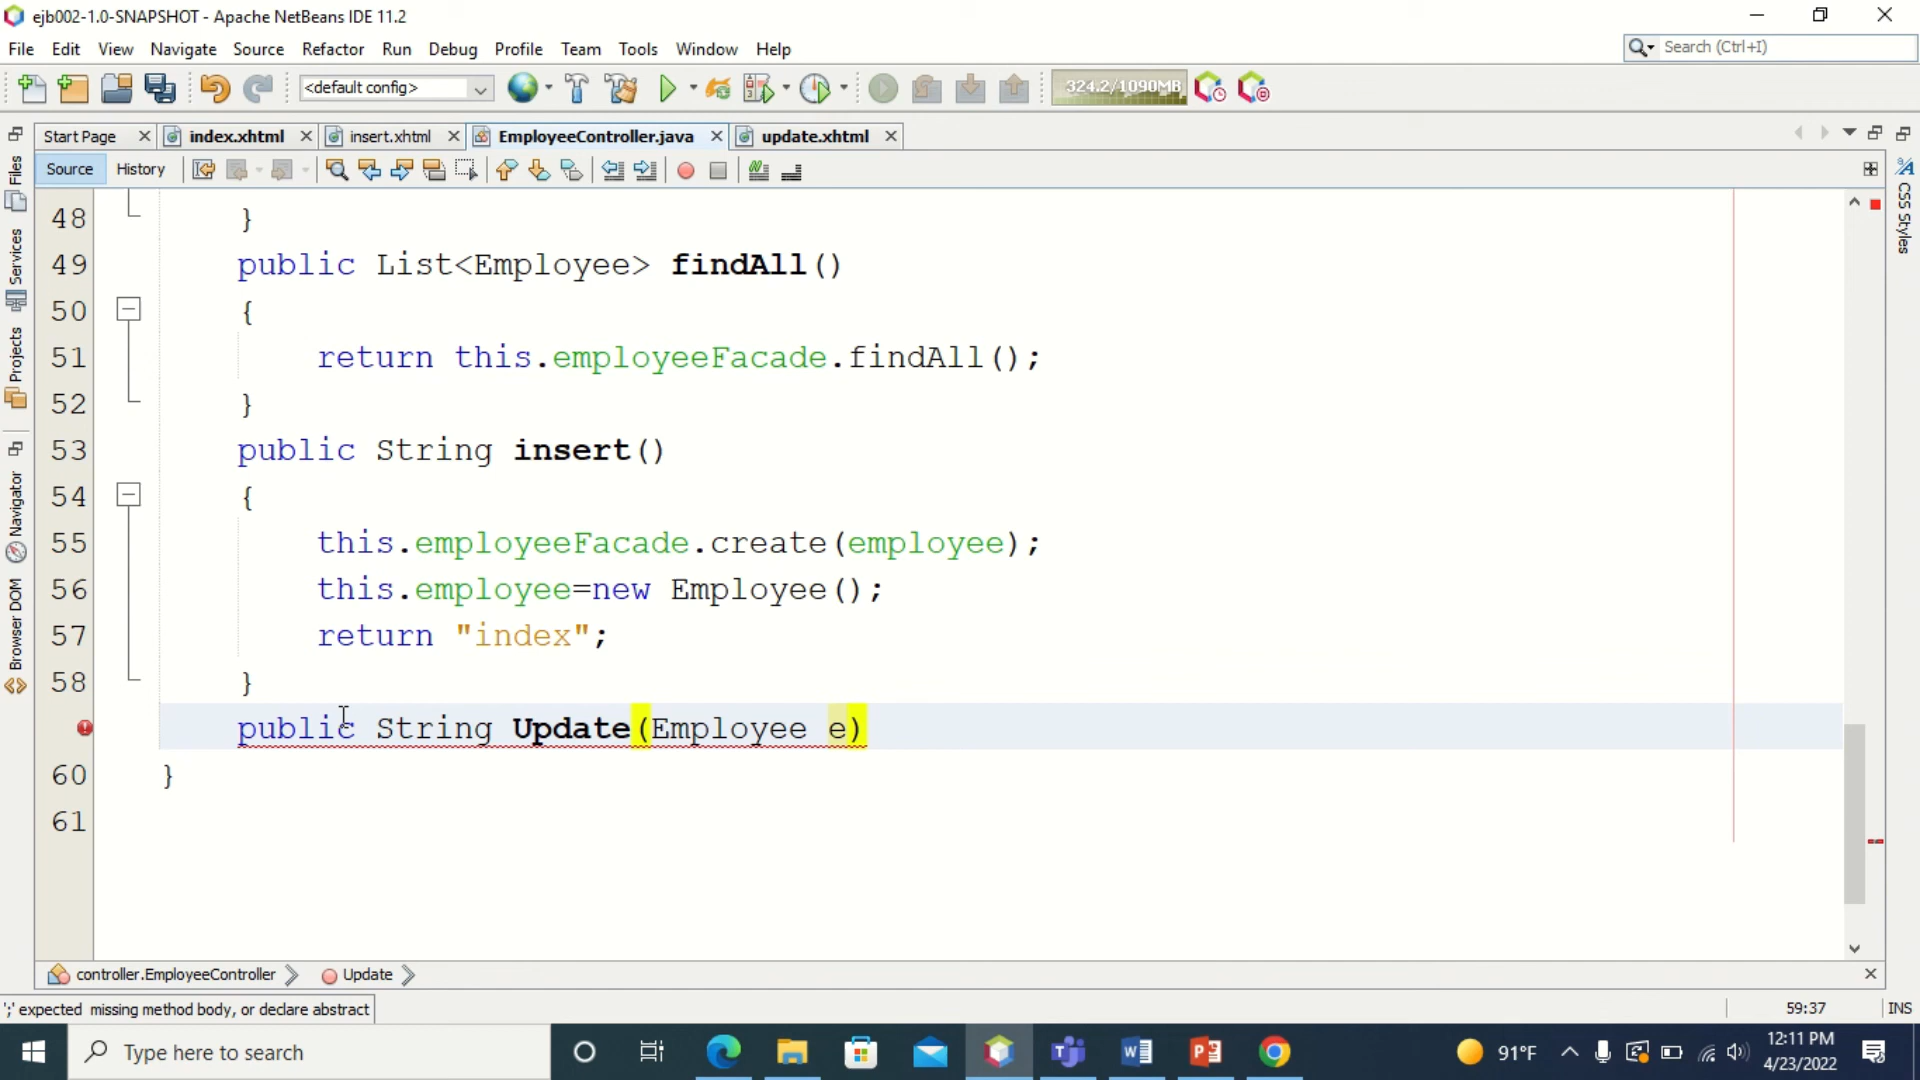 ejb002-1.0-SNAPSHOT - Apache NetBeans IDE 11.2
File Edit View Navigate Source Refactor Run Debug Profile Team Tools Window Help
Search (Ctrl+I)
<default config>
324.2/1090MB
Start Page index.xhtml insert.xhtml EmployeeController.java update.xhtml
Source History
Files
Services
Projects
Navigator
Browser DOM
CSS Styles
48 }
49 public List<Employee> findAll()
50 {
51 return this.employeeFacade.findAll();
52 }
53 public String insert()
54 {
55 this.employeeFacade.create(employee);
56 this.employee=new Employee();
57 return "index";
58 }
public String Update(Employee e)
60 }
61
controller.EmployeeController Update
';' expected missing method body, or declare abstract
59:37 INS
Type here to search
91°F
12:11 PM
4/23/2022